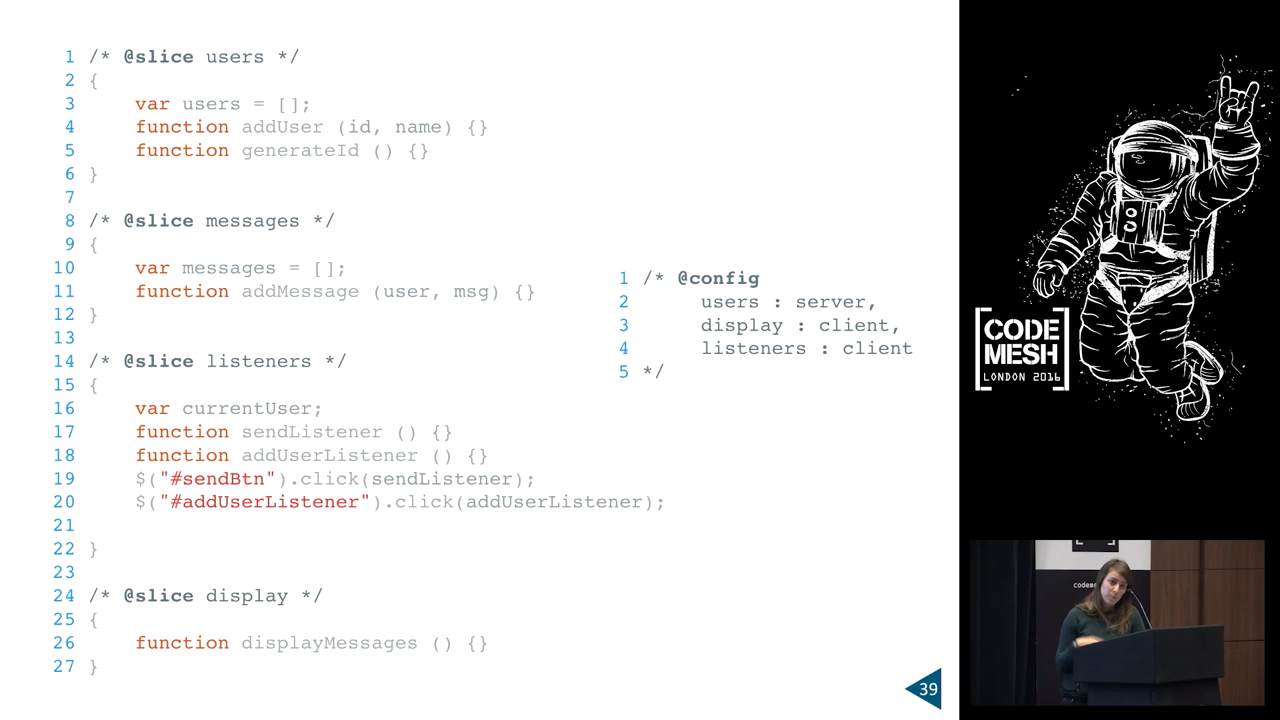 1 /* @slice users */
2 {
3 var users = [];
4 function addUser (id, name) {}
5 function generateId () {}
6 }
7
8 /* @slice messages */
9 {
10 var messages = [];
11 function addMessage (user, msg) {}
12 }
13
14 /* @slice listeners */
15 {
16 var currentUser;
17 function sendListener () {}
18 function addUserListener () {}
19 $("#sendBtn").click(sendListener);
20 $("#addUserListener").click(addUserListener);
21
22 }
23
24 /* @slice display */
25 {
26 function displayMessages () {}
27 }
1 /* @config
2 users : server,
3 display : client,
4 listeners : client
5 */
39
CODE
MESH
LONDON 2016